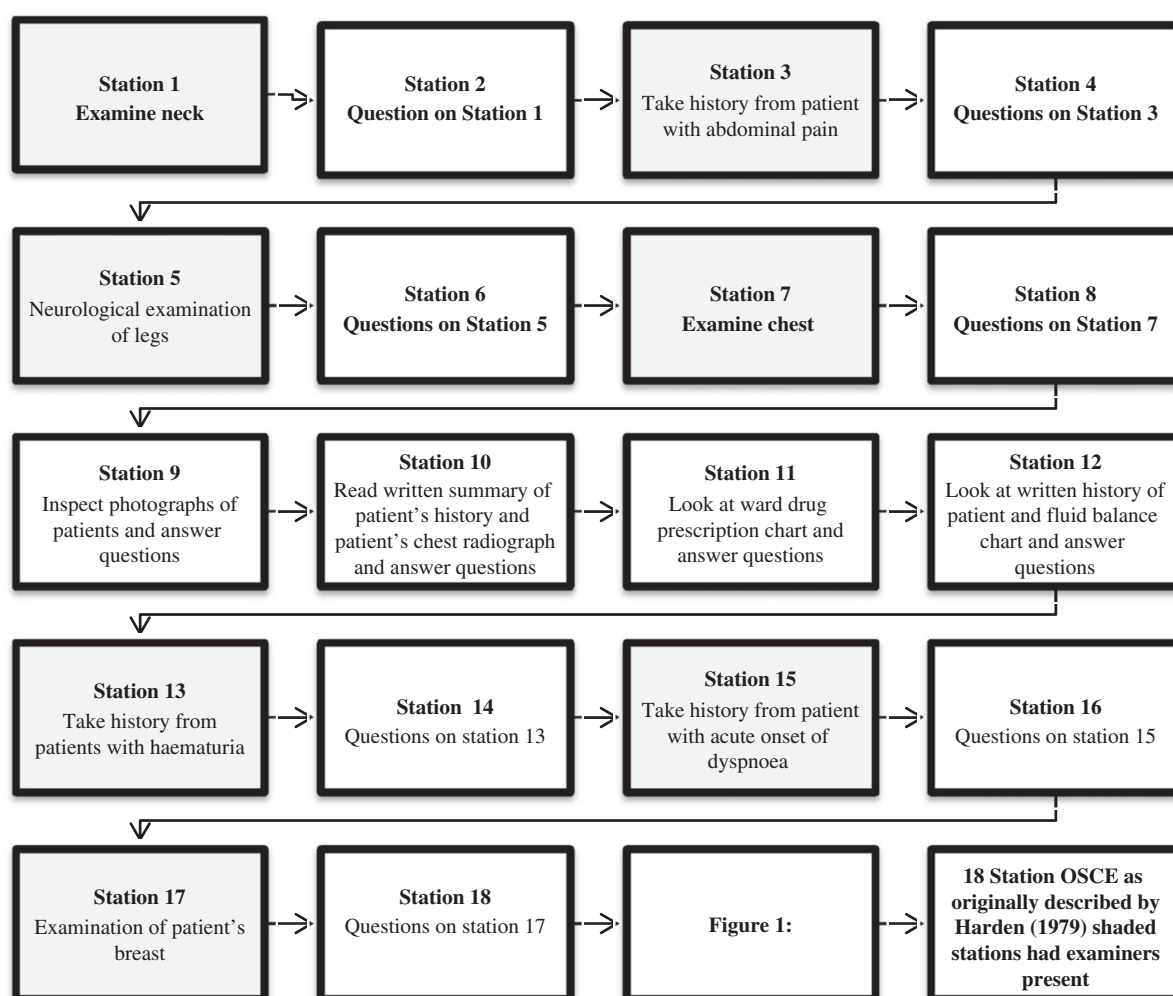 Station 1
Examine neck
Station 2
Question on Station 1
Station 3
Take history from patient
with abdominal pain
Station 4
Questions on Station 3
Station 5
Neurological examination
of legs
Station 6
Questions on Station 5
Station 7
Examine chest
Station 8
Questions on Station 7
Station 9
Inspect photographs of
patients and answer
questions
Station 10
Read written summary of
patient’s history and
patient’s chest radiograph
and answer questions
Station 11
Look at ward drug
prescription chart and
answer questions
Station 12
Look at written history of
patient and fluid balance
chart and answer
questions
Station 13
Take history from
patients with haematuria
Station 14
Questions on station 13
Station 15
Take history from patient
with acute onset of
dyspnoea
Station 16
Questions on station 15
Station 17
Examination of patient’s
breast
Station 18
Questions on station 17
Figure 1:
18 Station OSCE as
originally described by
Harden (1979) shaded
stations had examiners
present